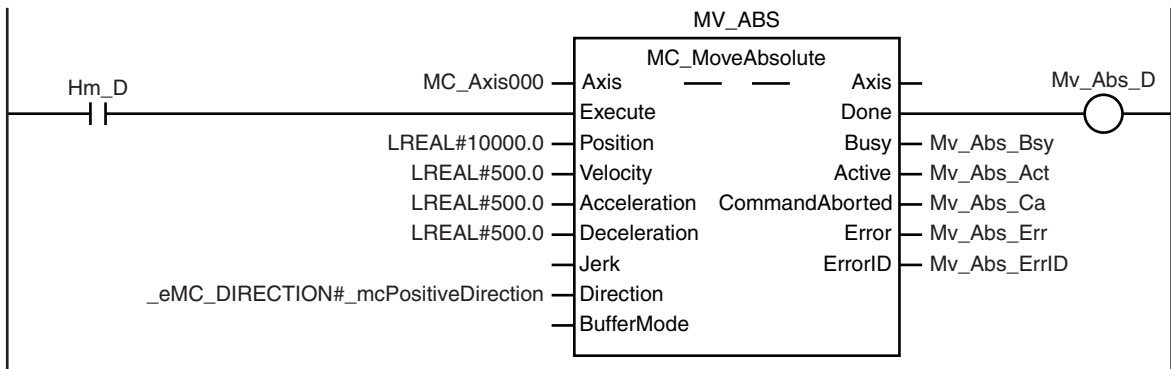 MV_ABS
MC_MoveAbsolute
Hm_D
MC_Axis000 Axis Axis Mv_Abs_D
Execute Done
LREAL#10000.0 Position Busy Mv_Abs_Bsy
LREAL#500.0 Velocity Active Mv_Abs_Act
LREAL#500.0 Acceleration CommandAborted Mv_Abs_Ca
LREAL#500.0 Deceleration Error Mv_Abs_Err
Jerk ErrorID Mv_Abs_ErrID
_eMC_DIRECTION#_mcPositiveDirection Direction
BufferMode